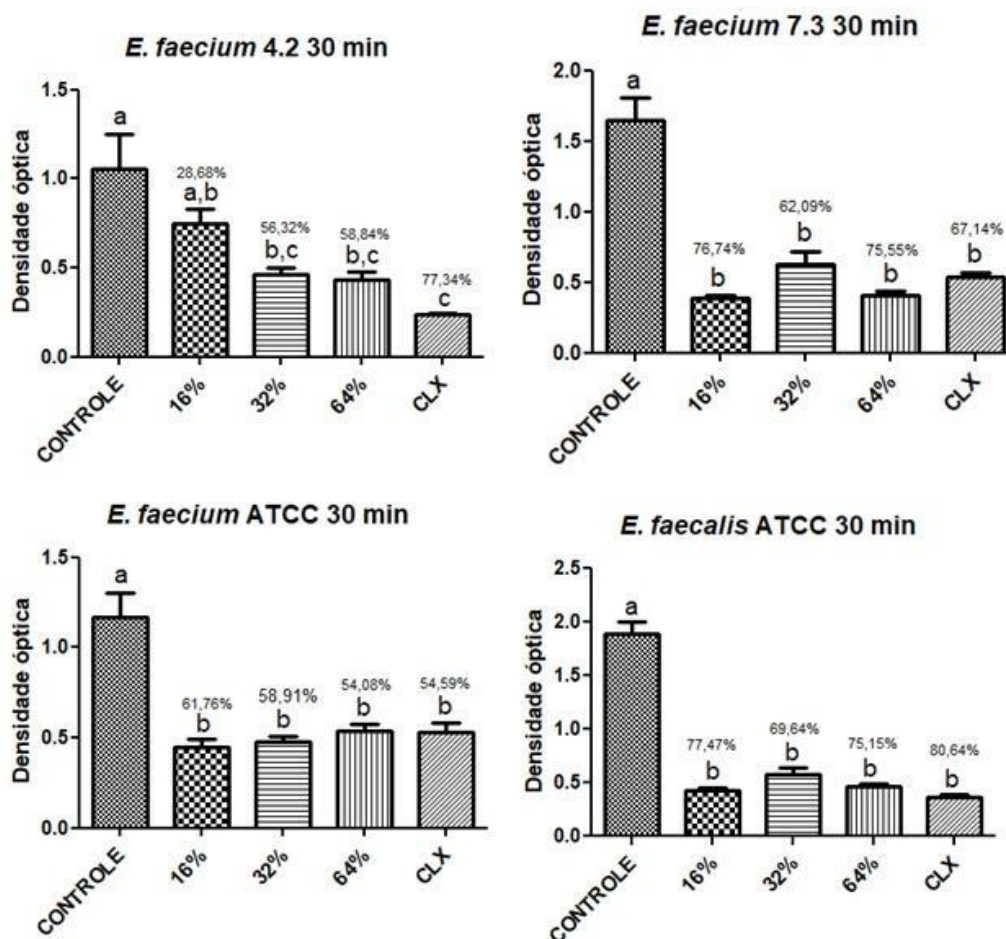 E. faecium 4.2 30 min
Densidade óptica
1.5
1.0
0.5
0.0
a
28,68%
a,b
56,32%
b,c
58,84%
b,c
77,34%
c
CONTROLE
16%
32%
64%
CLX
E. faecium 7.3 30 min
Densidade óptica
2.0
1.5
1.0
0.5
0.0
a
76,74%
b
62,09%
b
75,55%
b
67,14%
b
CONTROLE
16%
32%
64%
CLX
E. faecium ATCC 30 min
Densidade óptica
1.5
1.0
0.5
0.0
a
61,76%
b
58,91%
b
54,08%
b
54,59%
b
CONTROLE
16%
32%
64%
CLX
E. faecalis ATCC 30 min
Densidade óptica
2.5
2.0
1.5
1.0
0.5
0.0
a
77,47%
b
69,64%
b
75,15%
b
80,64%
b
CONTROLE
16%
32%
64%
CLX